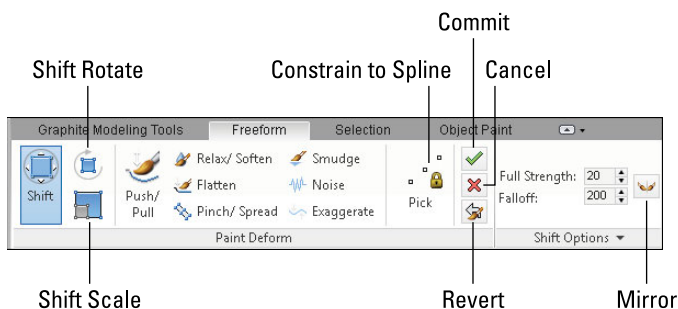 Commit
Shift Rotate
Constrain to Spline
Cancel
Graphite Modeling Tools
Freeform
Selection
Object Paint
Shift
Push/
Pull
Relax/ Soften
Flatten
Pinch/ Spread
Smudge
Noise
Exaggerate
Pick
Full Strength: 20
Falloff: 200
Paint Deform
Shift Options
Shift Scale
Revert
Mirror